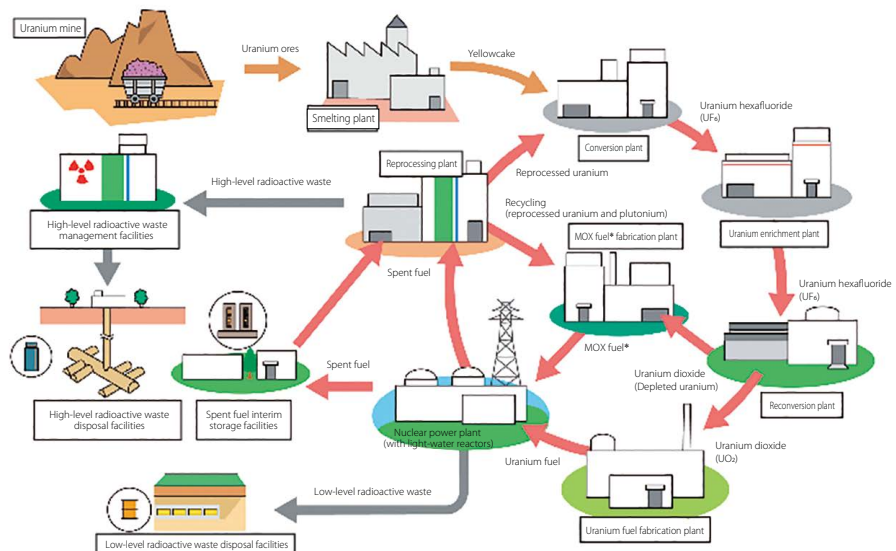 Uranium mine
Uranium ores
Smelting plant
Yellowcake
Conversion plant
Uranium hexafluoride
(UF₆)
Uranium enrichment plant
Reprocessing plant
Reprocessed uranium
High-level radioactive waste
High-level radioactive waste
management facilities
Recycling
(reprocessed uranium and plutonium)
MOX fuel* fabrication plant
Spent fuel
Uranium hexafluoride
(UF₆)
MOX fuel*
Uranium dioxide
(Depleted uranium)
Reconversion plant
Spent fuel
High-level radioactive waste
disposal facilities
Spent fuel interim
storage facilities
Nuclear power plant
(with light-water reactors)
Uranium fuel
Uranium dioxide
(UO₂)
Uranium fuel fabrication plant
Low-level radioactive waste
Low-level radioactive waste disposal facilities